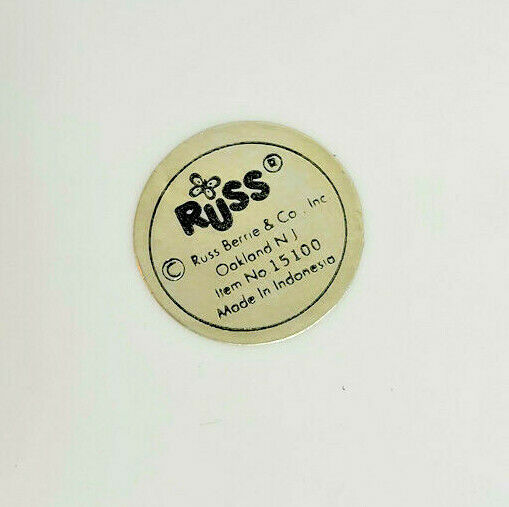 RUSS ®
© Russ Berrie & Co., Inc
Oakland N J
Item No 15100
Made In Indonesia